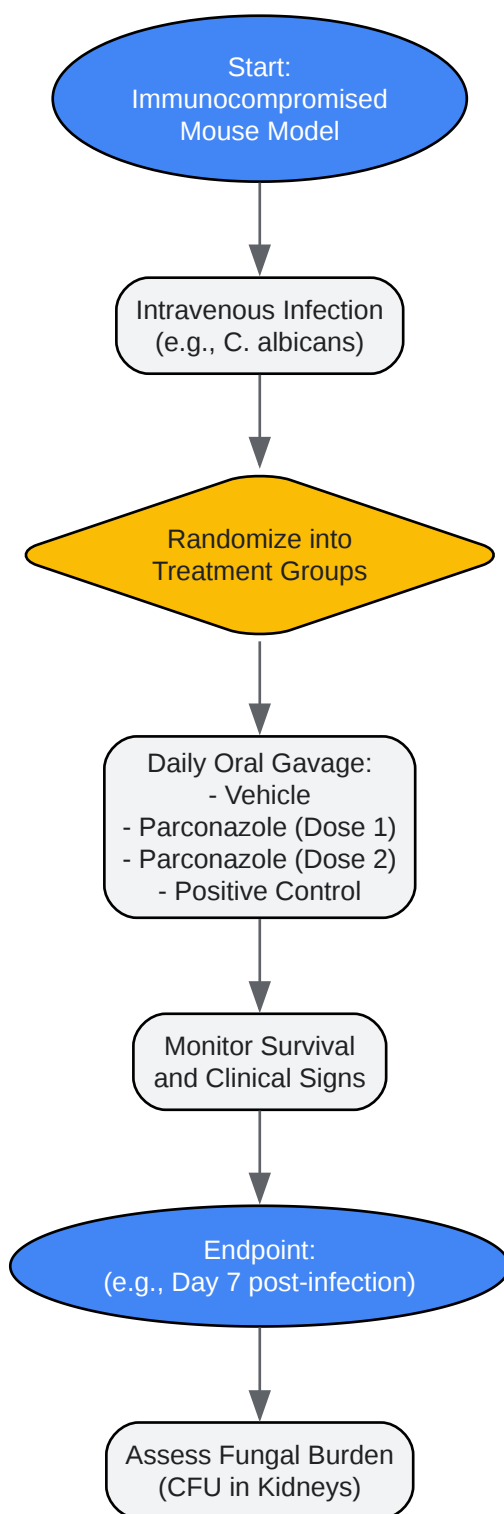 Start:
Immunocompromised
Mouse Model
Intravenous Infection
(e.g., C. albicans)
Randomize into
Treatment Groups
Daily Oral Gavage:
- Vehicle
- Parconazole (Dose 1)
- Parconazole (Dose 2)
- Positive Control
Monitor Survival
and Clinical Signs
Endpoint:
(e.g., Day 7 post-infection)
Assess Fungal Burden
(CFU in Kidneys)